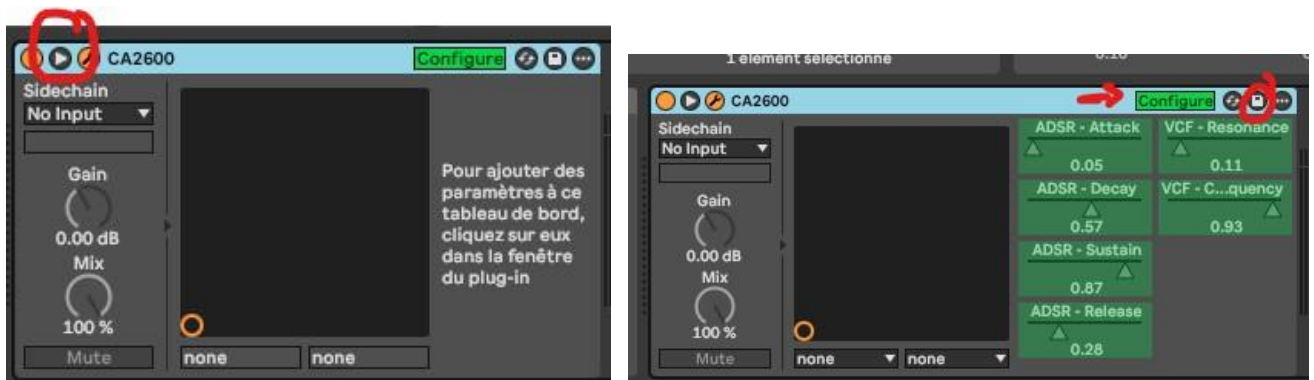 CA2600
Configure
Sidechain
No Input
Gain
0.00 dB
Mix
100 %
Mute
none
none
Pour ajouter des
paramètres à ce
tableau de bord,
cliquez sur eux
dans la fenêtre
du plug-in
1 élément sélectionné
0.10
CA2600
Configure
Sidechain
No Input
Gain
0.00 dB
Mix
100 %
Mute
none
none
ADSR - Attack
0.05
ADSR - Decay
0.57
ADSR - Sustain
0.87
ADSR - Release
0.28
VCF - Resonance
0.11
VCF - C...quency
0.93